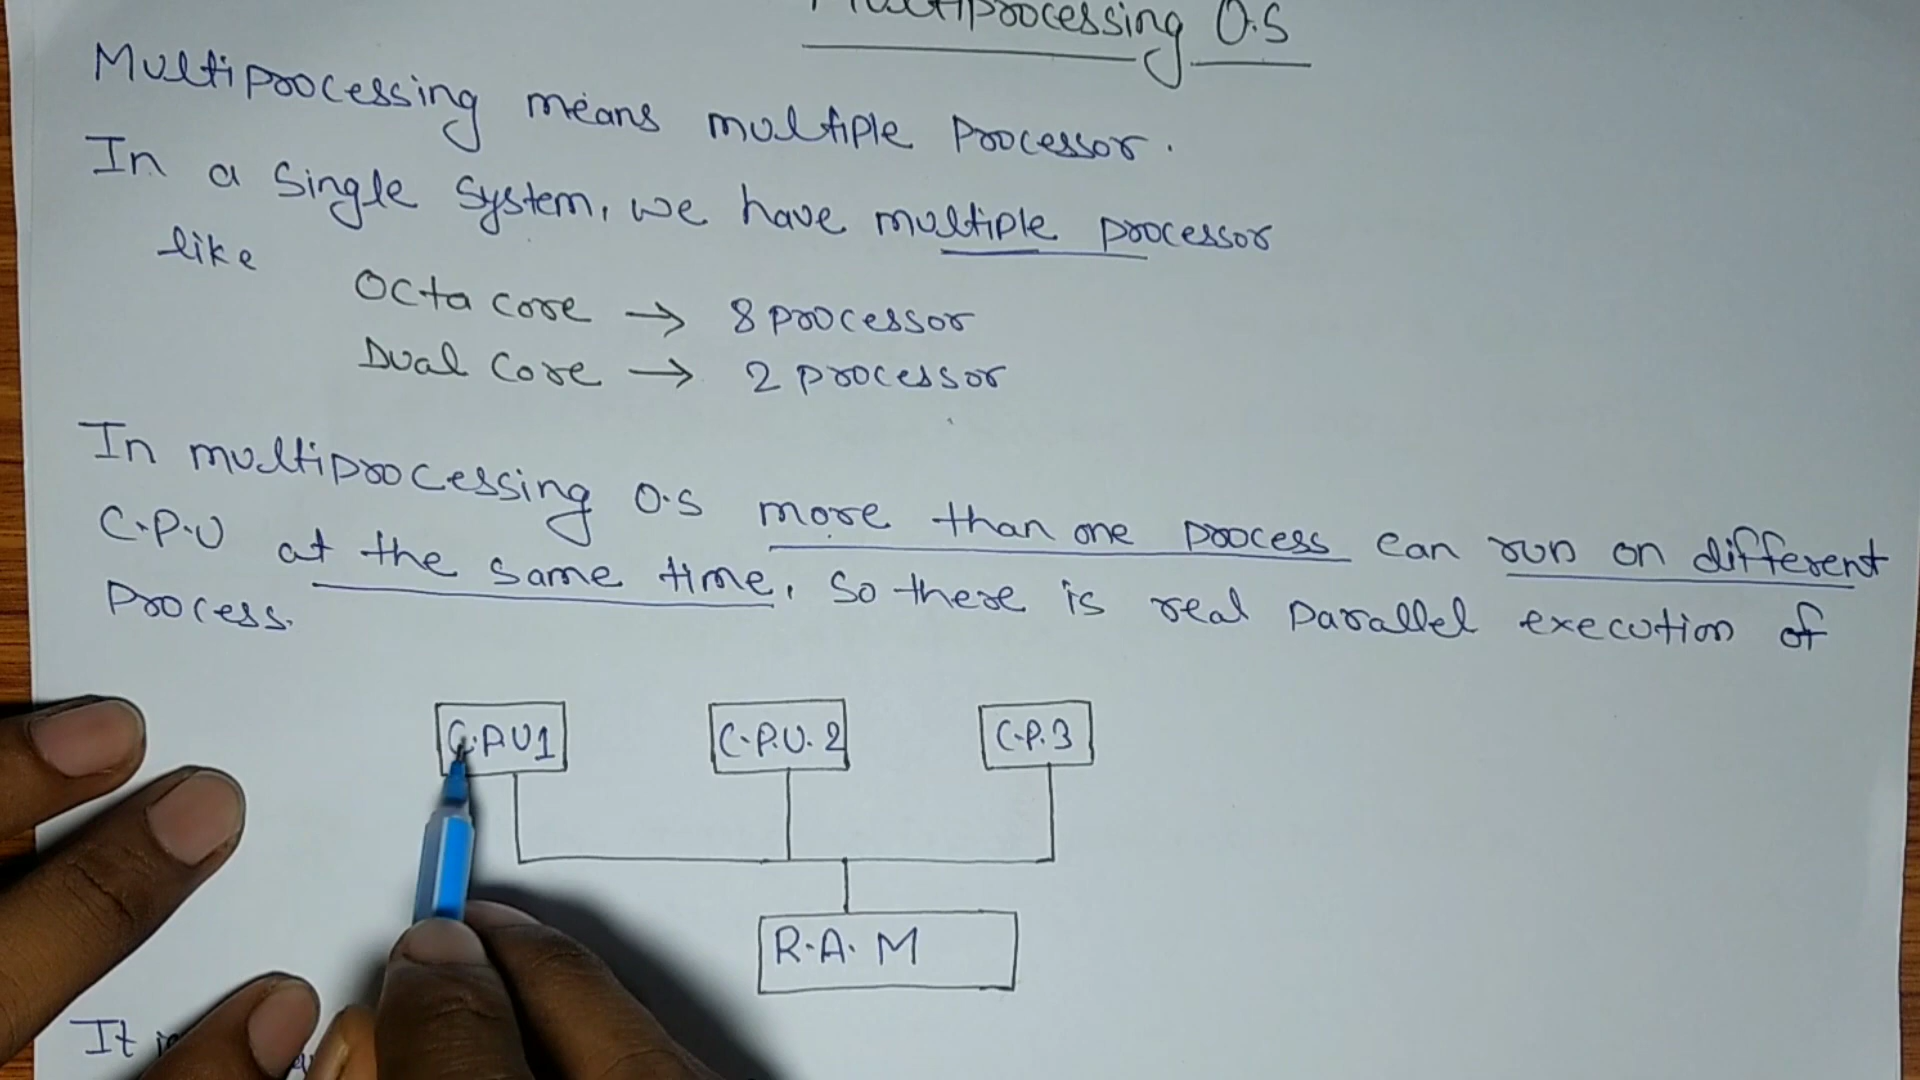 Multiprocessing O.S
Multiprocessing means multiple processor.
In a single system, we have multiple processor
like
Octa core → 8 processor
Dual core → 2 processor
In multiprocessing O.S more than one process can run on different
C.P.U at the same time. So there is real parallel execution of
process.
C.P.U1 C.P.U.2 C.P.3
R.A.M
It